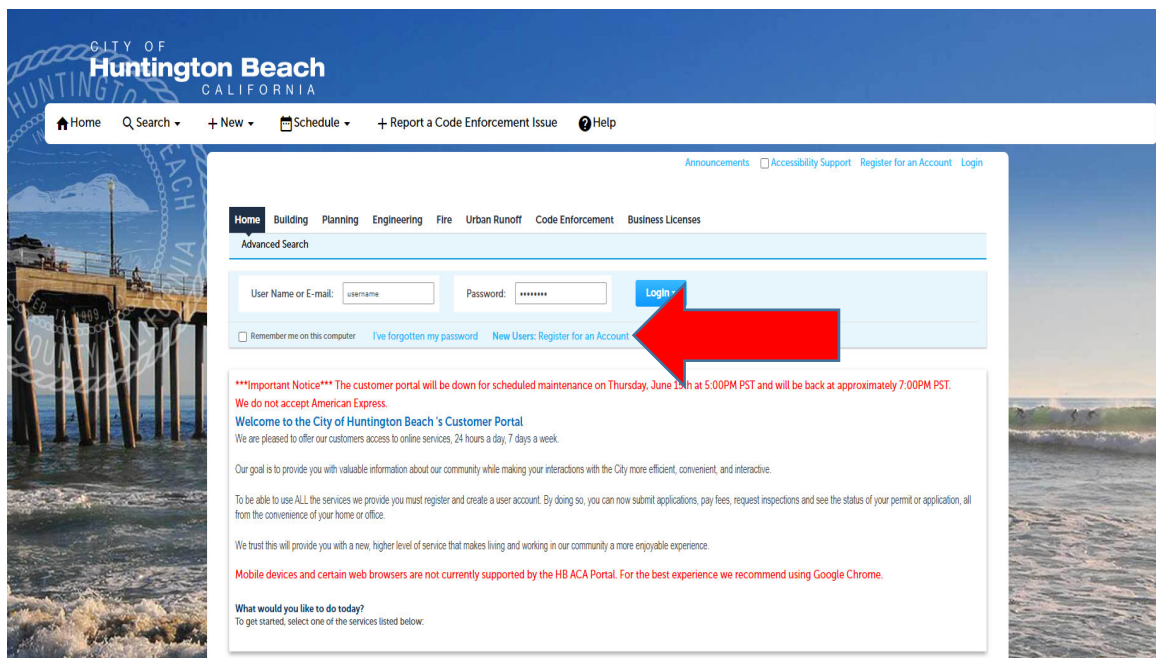 CITY OF
Huntington Beach
CALIFORNIA
Home Search New Schedule + Report a Code Enforcement Issue Help
Announcements Accessibility Support Register for an Account Login
Home Building Planning Engineering Fire Urban Runoff Code Enforcement Business Licenses
Advanced Search
User Name or E-mail: username Password: •••••••• Login
Remember me on this computer I've forgotten my password New Users: Register for an Account
***Important Notice*** The customer portal will be down for scheduled maintenance on Thursday, June 15th at 5:00PM PST and will be back at approximately 7:00PM PST.
We do not accept American Express.
Welcome to the City of Huntington Beach 's Customer Portal
We are pleased to offer our customers access to online services, 24 hours a day, 7 days a week.
Our goal is to provide you with valuable information about our community while making your interactions with the City more efficient, convenient, and interactive.
To be able to use ALL the services we provide you must register and create a user account. By doing so, you can now submit applications, pay fees, request inspections and see the status of your permit or application, all
from the convenience of your home or office.
We trust this will provide you with a new, higher level of service that makes living and working in our community a more enjoyable experience.
Mobile devices and certain web browsers are not currently supported by the HB ACA Portal. For the best experience we recommend using Google Chrome.
What would you like to do today?
To get started, select one of the services listed below:
HUNTINGTON BEACH
COUNTY CALIFORNIA
FEB. 17, 1909